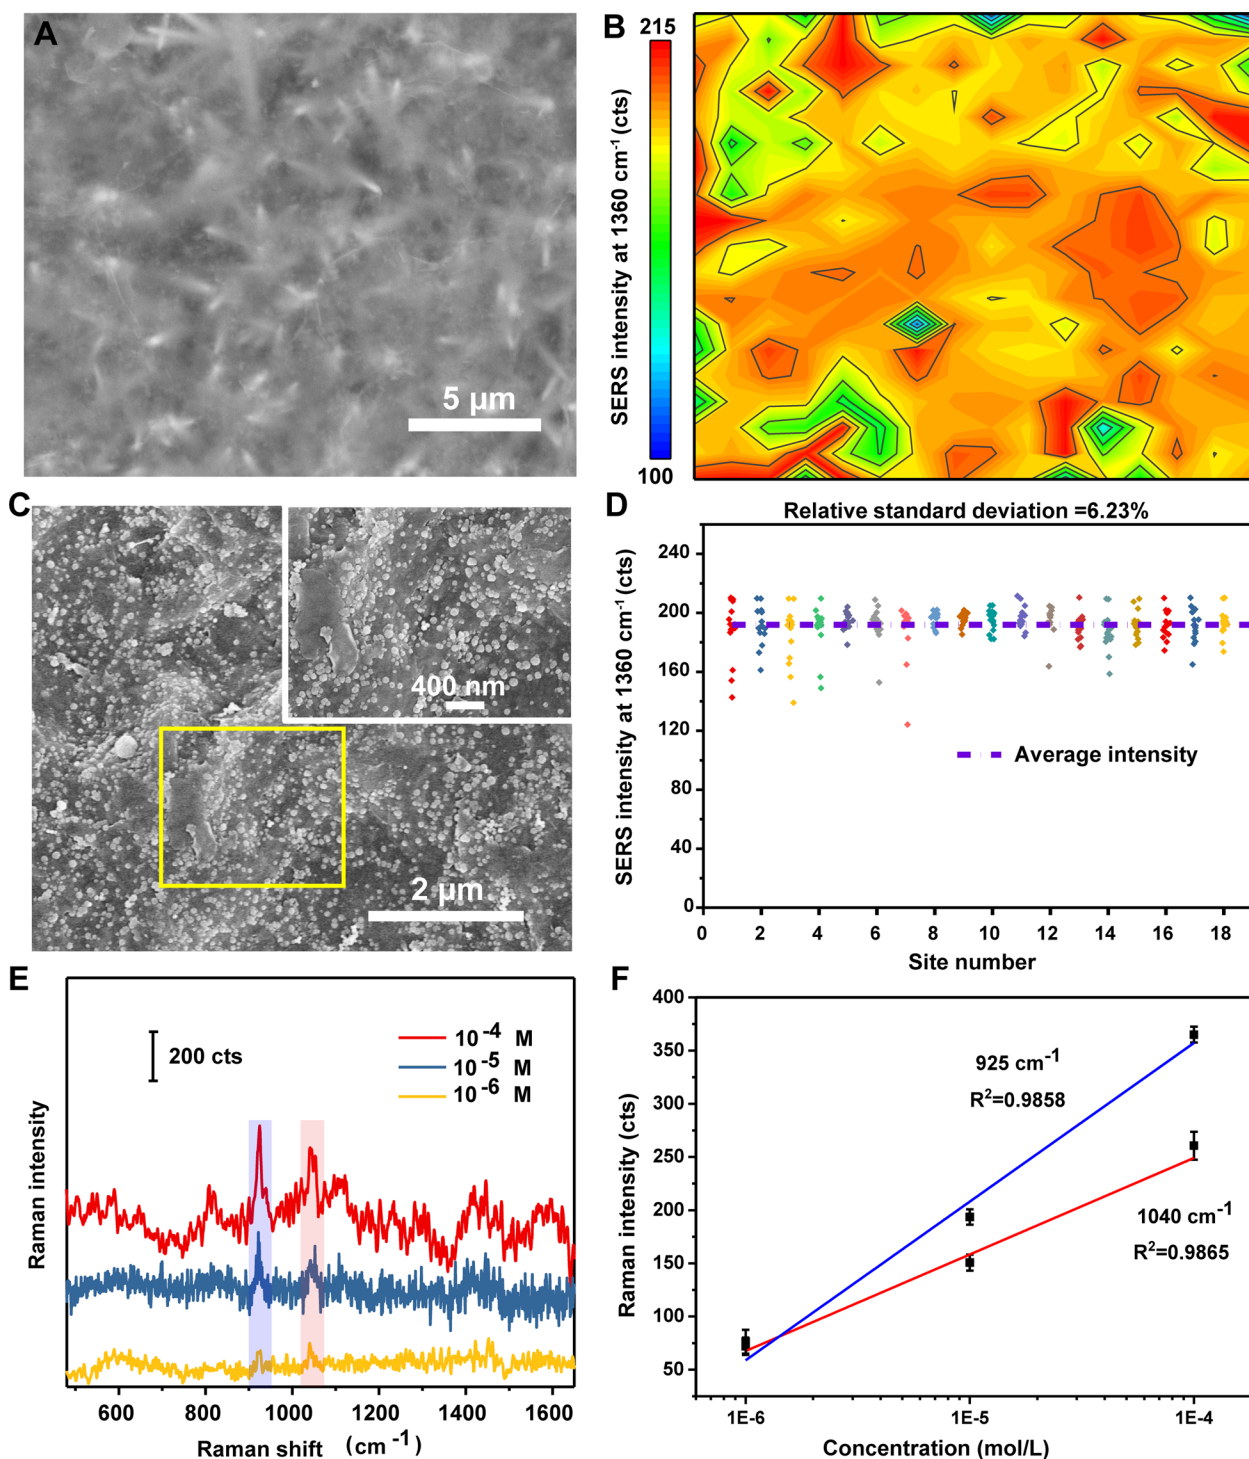 A
5 μm
B
215
SERS intensity at 1360 cm⁻¹ (cts)
100
C
400 nm
2 μm
D
Relative standard deviation =6.23%
SERS intensity at 1360 cm⁻¹ (cts)
240
200
160
120
80
40
0
Average intensity
0 2 4 6 8 10 12 14 16 18
Site number
E
200 cts
10⁻⁴ M
10⁻⁵ M
10⁻⁶ M
Raman intensity
600 800 1000 1200 1400 1600
Raman shift (cm⁻¹)
F
400
350
300
250
200
150
100
50
Raman intensity (cts)
925 cm⁻¹
R²=0.9858
1040 cm⁻¹
R²=0.9865
1E-6 1E-5 1E-4
Concentration (mol/L)